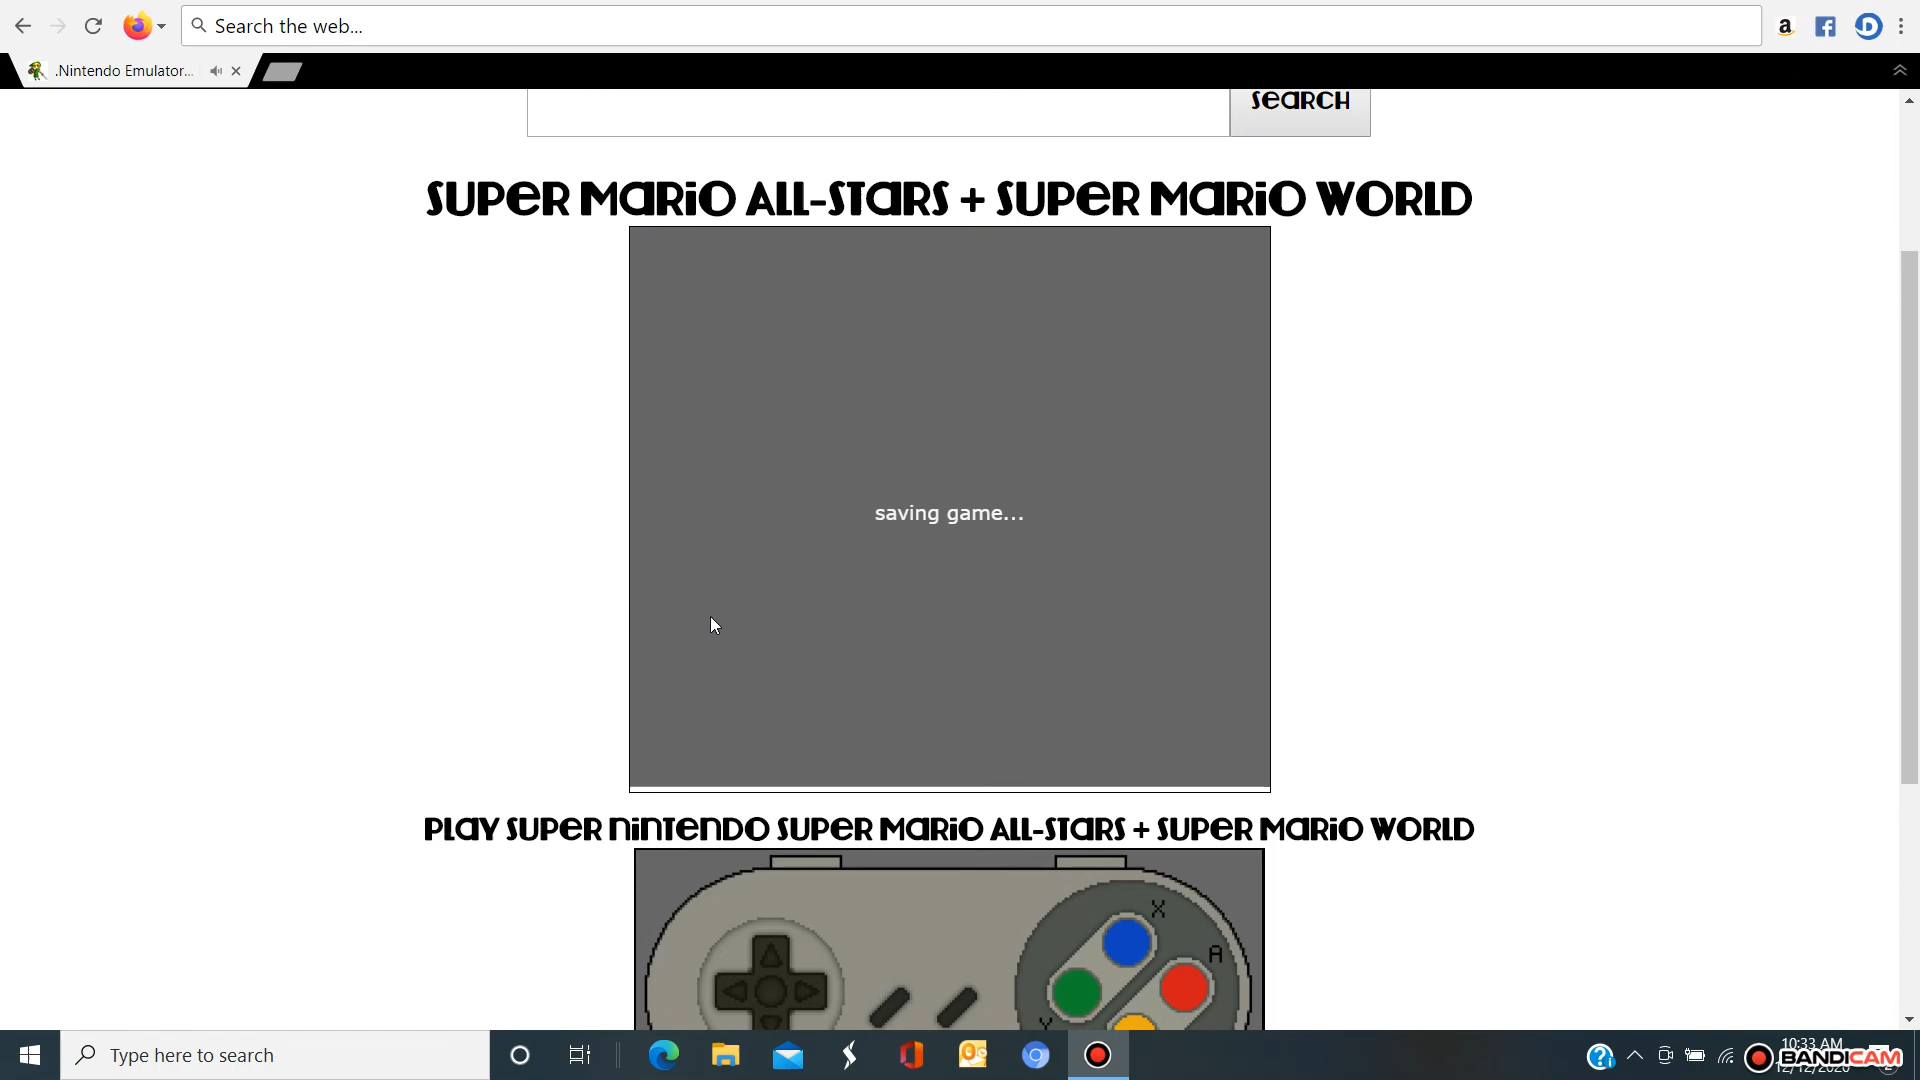 Search the web...
a
f
D
.Nintendo Emulator...
SEARCH
SUPER MARIO ALL-STARS + SUPER MARIO WORLD
saving game...
PLAY SUPER NINTENDO SUPER MARIO ALL-STARS + SUPER MARIO WORLD
X
A
Y
Type here to search
10:33 AM
BANDICAM